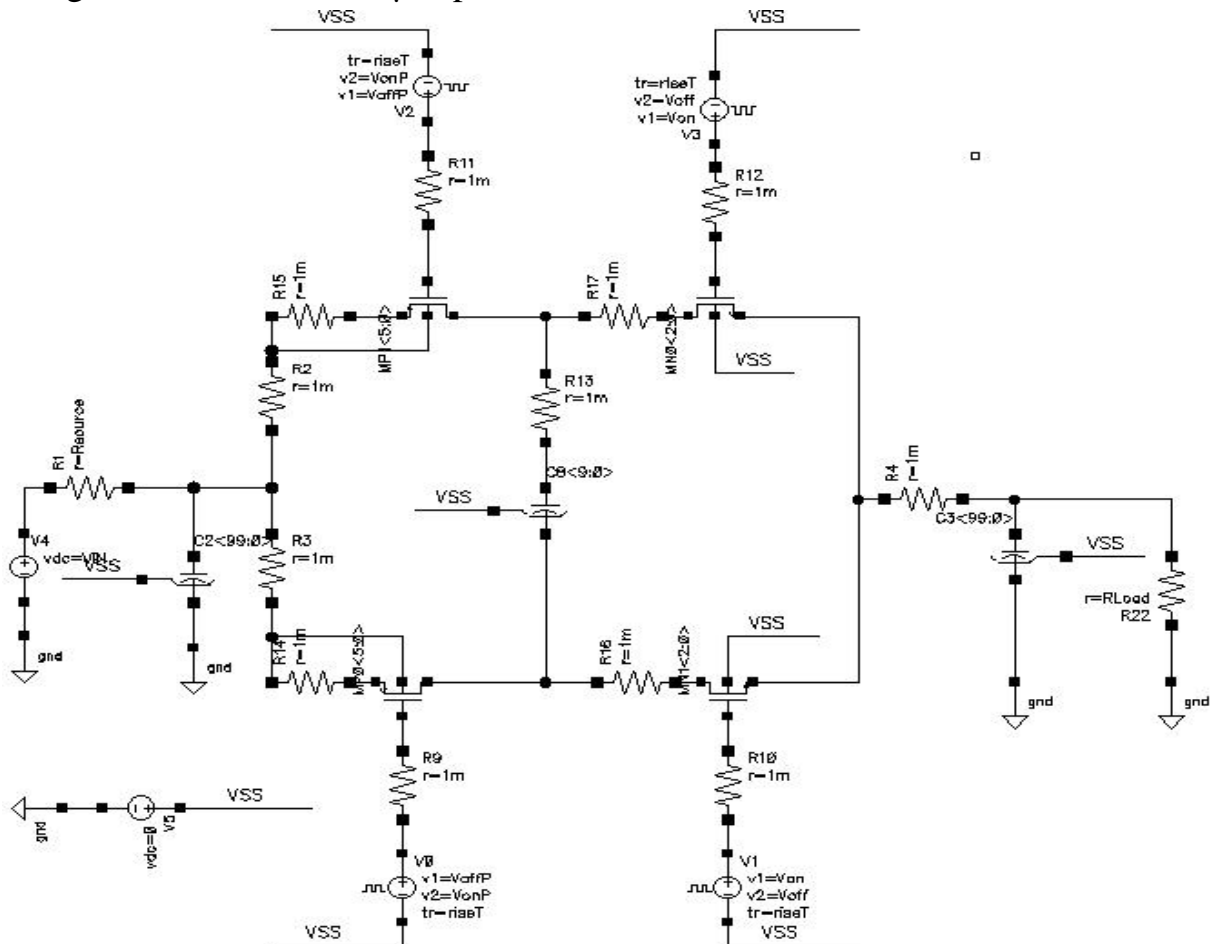 VSS
VSS
tr=riseT
v2=VonP
v1=VoffP
V2
tr=riseT
v2=Voff
v1=Von
V3
R11
r=1m
R12
r=1m
R15
r=1m
MP1<5:0>
R17
r=1m
MN0<2:0>
VSS
R2
r=1m
R13
r=1m
R1
r=Rsource
C2<99:0>
VSS
C8<9:0>
R4
r=1m
C3<99:0>
VSS
V4
vdc=VIN
VSS
R3
r=1m
r=RLoad
R22
gnd
gnd
R14
r=1m
MP0<5:0>
R16
r=1m
MN1<2:0>
VSS
gnd
gnd
R9
r=1m
R10
r=1m
gnd
vdc=0
V5
VSS
V0
v1=VoffP
v2=VonP
tr=riseT
VSS
V1
v1=Von
v2=Voff
tr=riseT
VSS